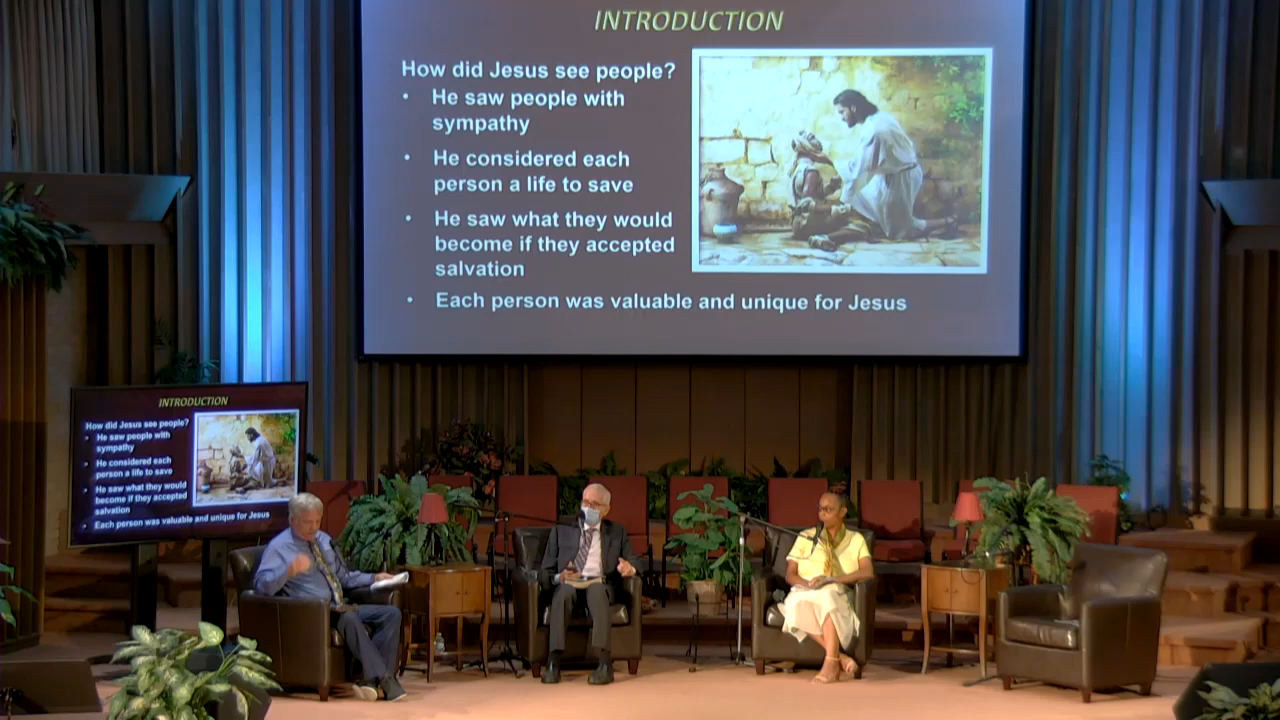 INTRODUCTION
How did Jesus see people?
• He saw people with
sympathy
• He considered each
person a life to save
• He saw what they would
become if they accepted
salvation
• Each person was valuable and unique for Jesus
INTRODUCTION
How did Jesus see people?
• He saw people with
sympathy
• He considered each
person a life to save
• He saw what they would
become if they accepted
salvation
• Each person was valuable and unique for Jesus